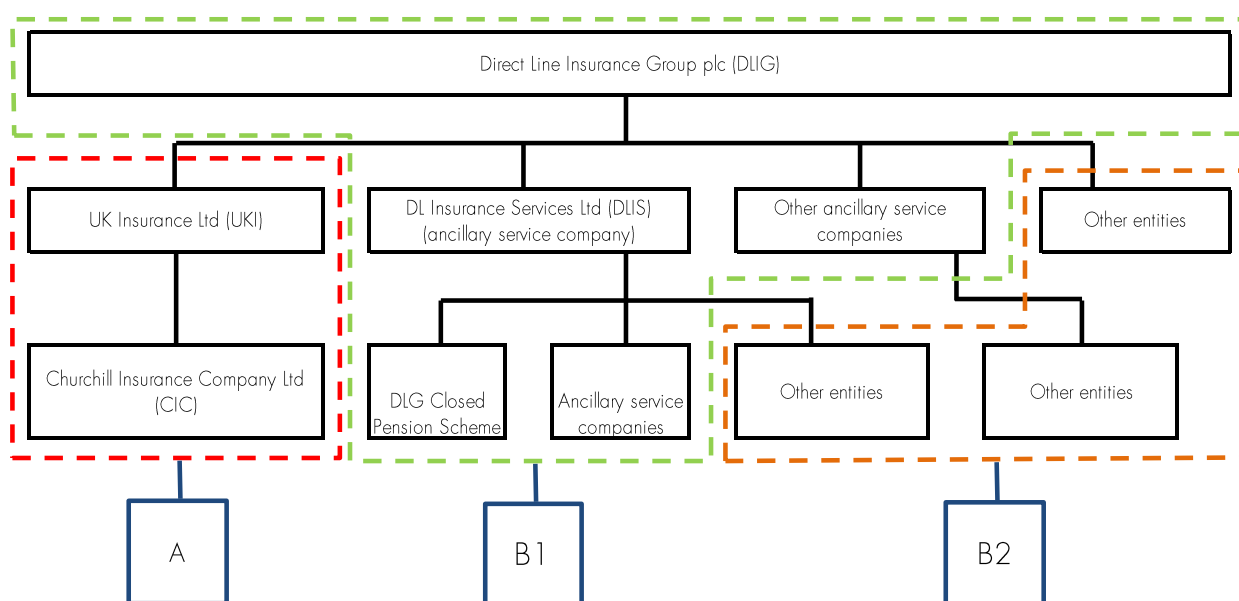 Direct Line Insurance Group plc (DLIG)
UK Insurance Ltd (UKI)
DL Insurance Services Ltd (DLIS)
(ancillary service company)
Other ancillary service
companies
Other entities
Churchill Insurance Company Ltd
(CIC)
DLG Closed
Pension Scheme
Ancillary service
companies
Other entities
Other entities
A
B1
B2